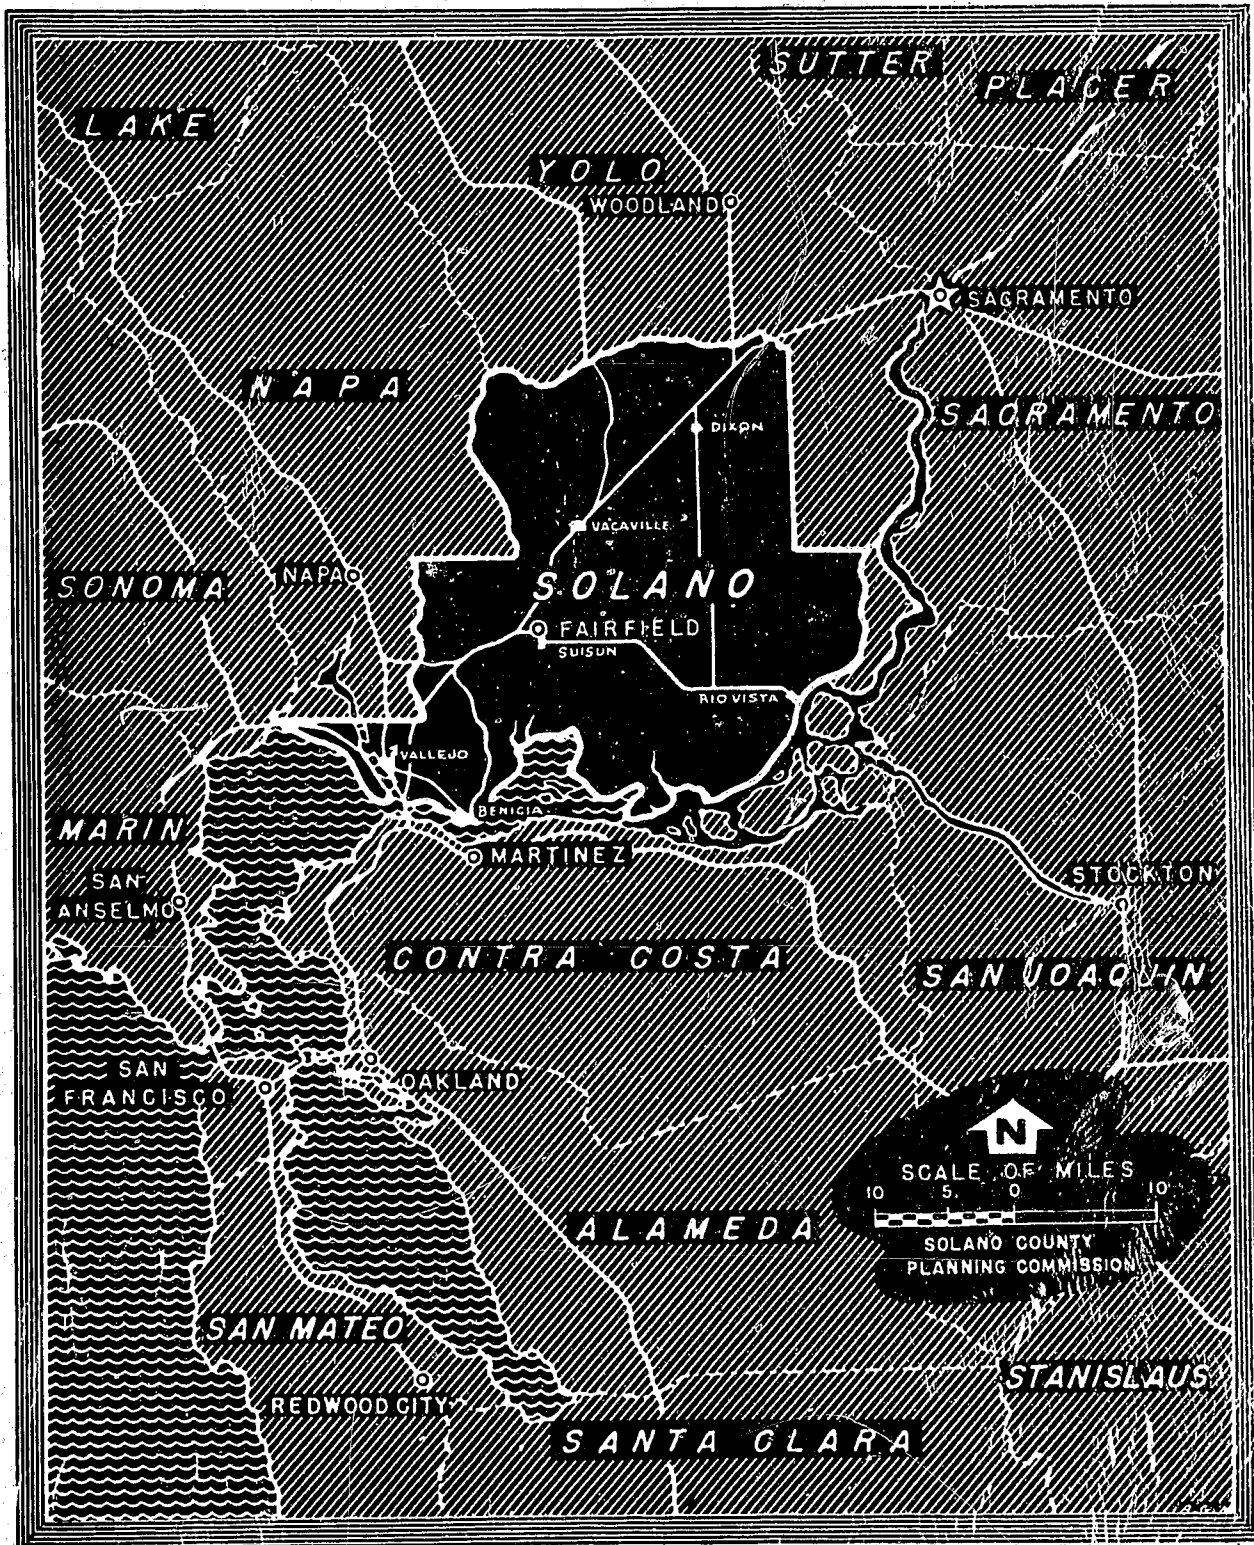 SUTTER
PLACER
LAKE
YOLO
WOODLAND
SACRAMENTO
NAPA
SACRAMENTO
DIXON
VACAVILLE
SOLANO
NAPA
SONOMA
FAIRFIELD
SUISUN
RIO VISTA
VALLEJO
BENICIA
MARIN
MARTINEZ
SAN
ANSELMO
STOCKTON
CONTRA COSTA
SAN JOAQUIN
SAN
FRANCISCO
OAKLAND
N
SCALE OF MILES
10 5 0 10
SOLANO COUNTY
PLANNING COMMISSION
ALAMEDA
SAN MATEO
STANISLAUS
REDWOOD CITY
SANTA CLARA